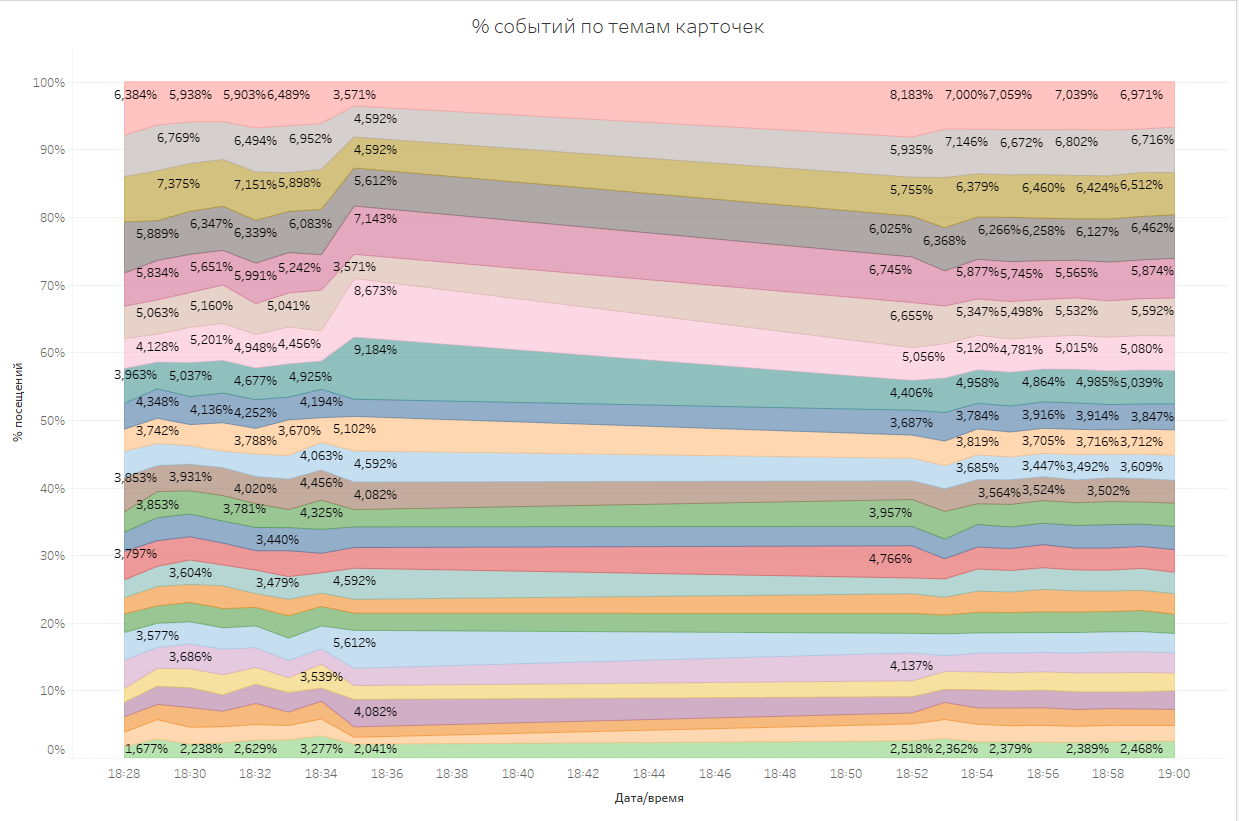 % событий по темам карточек
100%
6,384% 5,938% 5,903% 6,489% 3,571% 8,183% 7,000% 7,059% 7,039% 6,971%
4,592%
6,769% 6,494% 6,952% 7,146% 6,672% 6,802% 6,716%
90%
4,592% 5,935%
7,375% 7,151% 5,898% 5,612% 5,755% 6,379% 6,460% 6,424% 6,512%
80%
7,143%
5,889% 6,347% 6,339% 6,083% 6,025% 6,368% 6,266% 6,258% 6,127% 6,462%
5,834% 5,651% 5,991% 5,242% 3,571% 6,745% 5,877% 5,745% 5,565% 5,874%
70%
8,673%
5,063% 5,160% 5,041% 6,655% 5,347% 5,498% 5,532% 5,592%
4,128% 5,201% 4,948% 4,456% 9,184% 5,056% 5,120% 4,781% 5,015% 5,080%
60%
3,963% 5,037% 4,677% 4,925% 4,406% 4,958% 4,864% 4,985% 5,039%
4,348% 4,136% 4,252% 4,194% 3,687% 3,784% 3,916% 3,914% 3,847%
50%
3,742% 3,788% 3,670% 5,102% 3,819% 3,705% 3,716% 3,712%
4,063% 4,592% 3,685% 3,447% 3,492% 3,609%
3,853% 3,931% 4,020% 4,456% 4,082% 3,564% 3,524% 3,502%
40%
3,853% 3,781% 4,325% 3,957%
3,440%
30%
3,797% 4,766%
3,604% 3,479% 4,592%
20%
3,577% 5,612%
3,686% 4,137%
3,539%
10%
4,082%
0%
1,677% 2,238% 2,629% 3,277% 2,041% 2,518% 2,362% 2,379% 2,389% 2,468%
% посещений
18:28 18:30 18:32 18:34 18:36 18:38 18:40 18:42 18:44 18:46 18:48 18:50 18:52 18:54 18:56 18:58 19:00
Дата/время